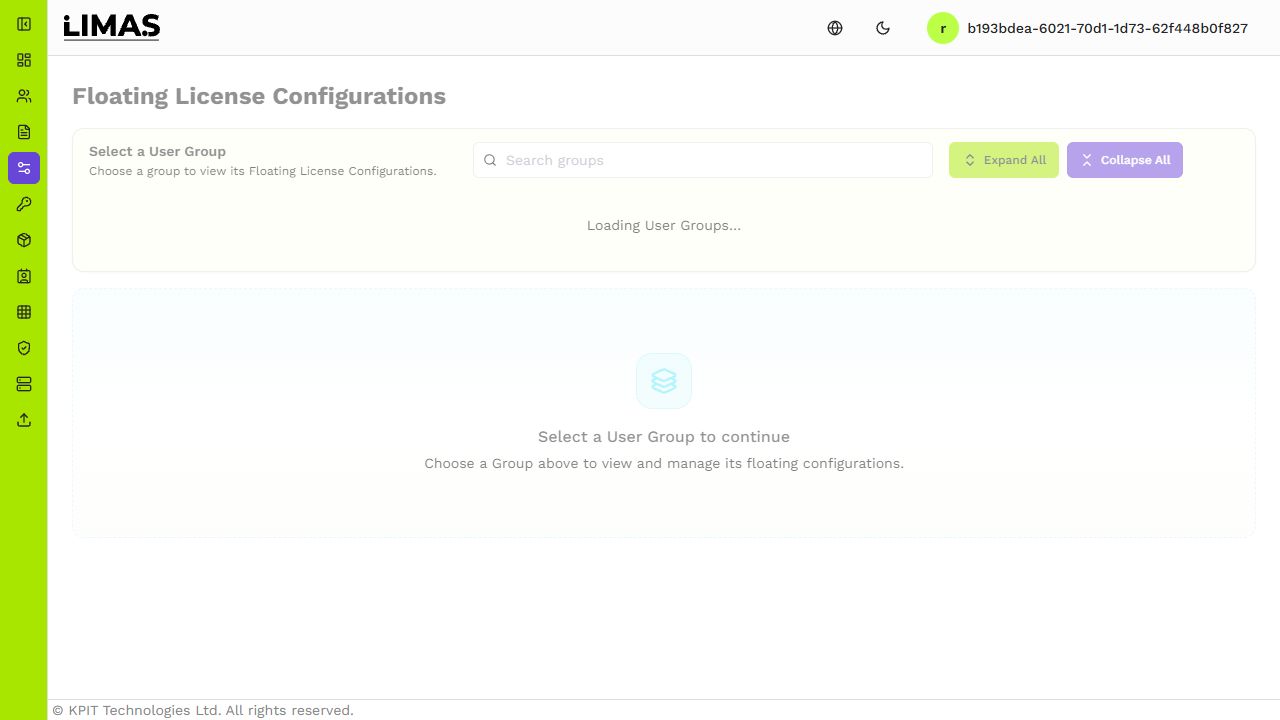 LIMAS
r
b193bdea-6021-70d1-1d73-62f448b0f827
Floating License Configurations
Select a User Group
Choose a group to view its Floating License Configurations.
Search groups
Expand All
Collapse All
Loading User Groups...
Select a User Group to continue
Choose a Group above to view and manage its floating configurations.
© KPIT Technologies Ltd. All rights reserved.